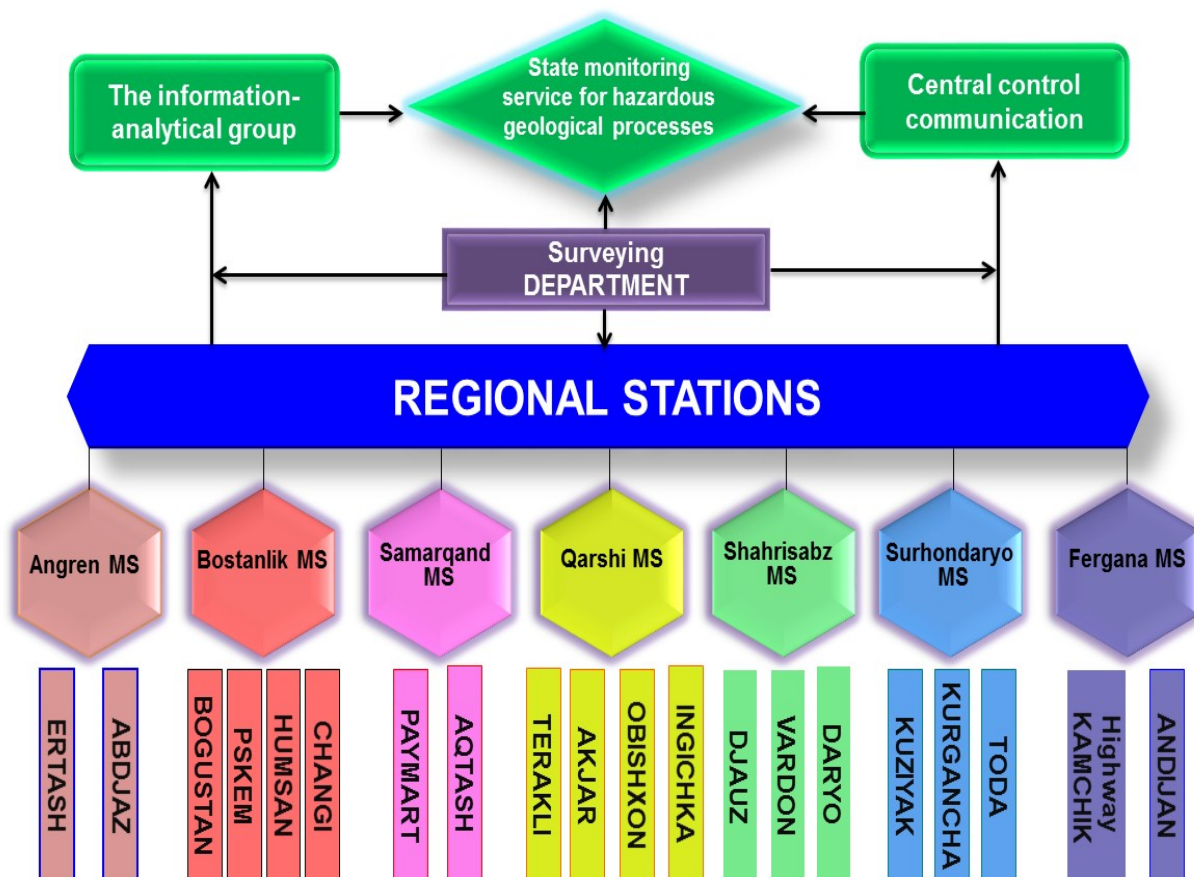 The information-
analytical group
State monitoring
service for hazardous
geological processes
Central control
communication
Surveying
DEPARTMENT
REGIONAL STATIONS
Angren MS
Bostanlik MS
Samarqand
MS
Qarshi MS
Shahrisabz
MS
Surhondaryo
MS
Fergana MS
ERTASH
ABDJAZ
BOGUSTAN
PSKEM
HUMSAN
CHANGI
PAYMART
AQTASH
TERAKLI
AKJAR
OBISHXON
INGICHKA
DJAUZ
VARDON
DARYO
KUZIYAK
KURGANCHA
TODA
Highway
KAMCHIK
ANDIJAN